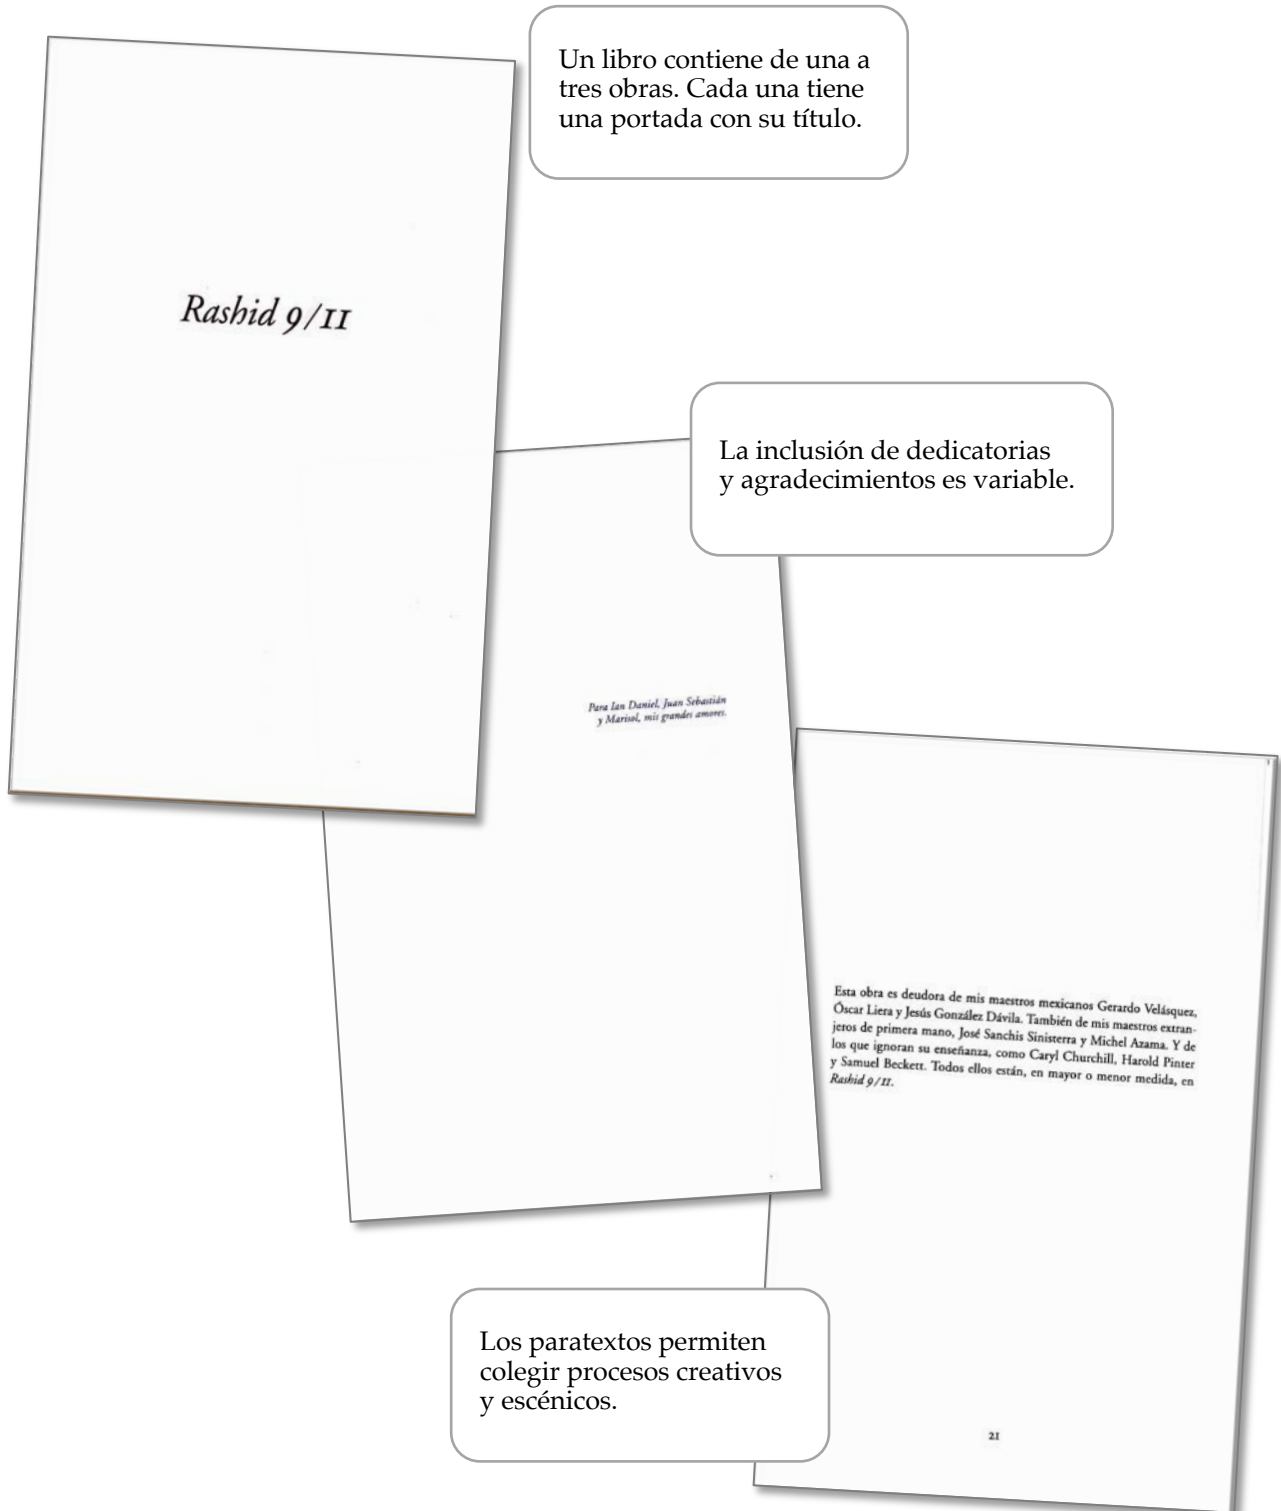 Un libro contiene de una a
tres obras. Cada una tiene
una portada con su título.
Rashid 9/11
La inclusión de dedicatorias
y agradecimientos es variable.
Para Ian Daniel, Juan Sebastián
y Marisol, mis grandes amores.
Esta obra es deudora de mis maestros mexicanos Gerardo Velásquez,
Óscar Liera y Jesús González Dávila. También de mis maestros extran-
jeros de primera mano, José Sanchis Sinisterra y Michel Azama. Y de
los que ignoran su enseñanza, como Caryl Churchill, Harold Pinter
y Samuel Beckett. Todos ellos están, en mayor o menor medida, en
Rashid 9/11.
Los paratextos permiten
colegir procesos creativos
y escénicos.
21